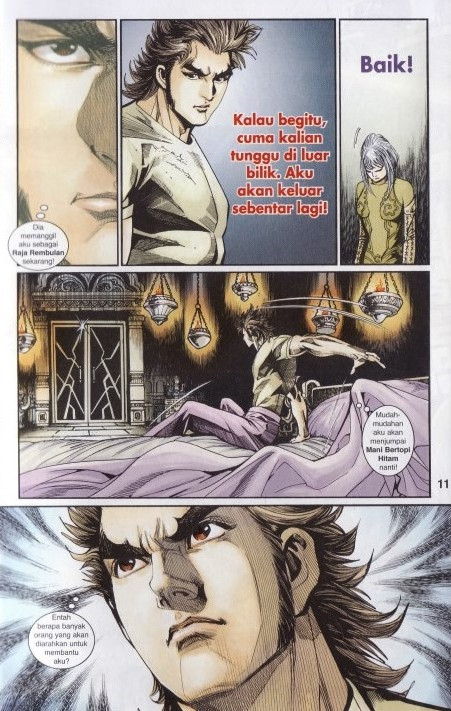 Dia
memanggil
aku sebagai
Raja Rembulan
sekarang!
Kalau begitu,
cuma kalian
tunggu di luar
bilik. Aku
akan keluar
sebentar lagi!
Baik!
Mudah-
mudahan
aku akan
menjumpai
Mani Bertopi
Hitam
nanti!
11
Entah
berapa banyak
orang yang akan
diarahkan untuk
membantu
aku?